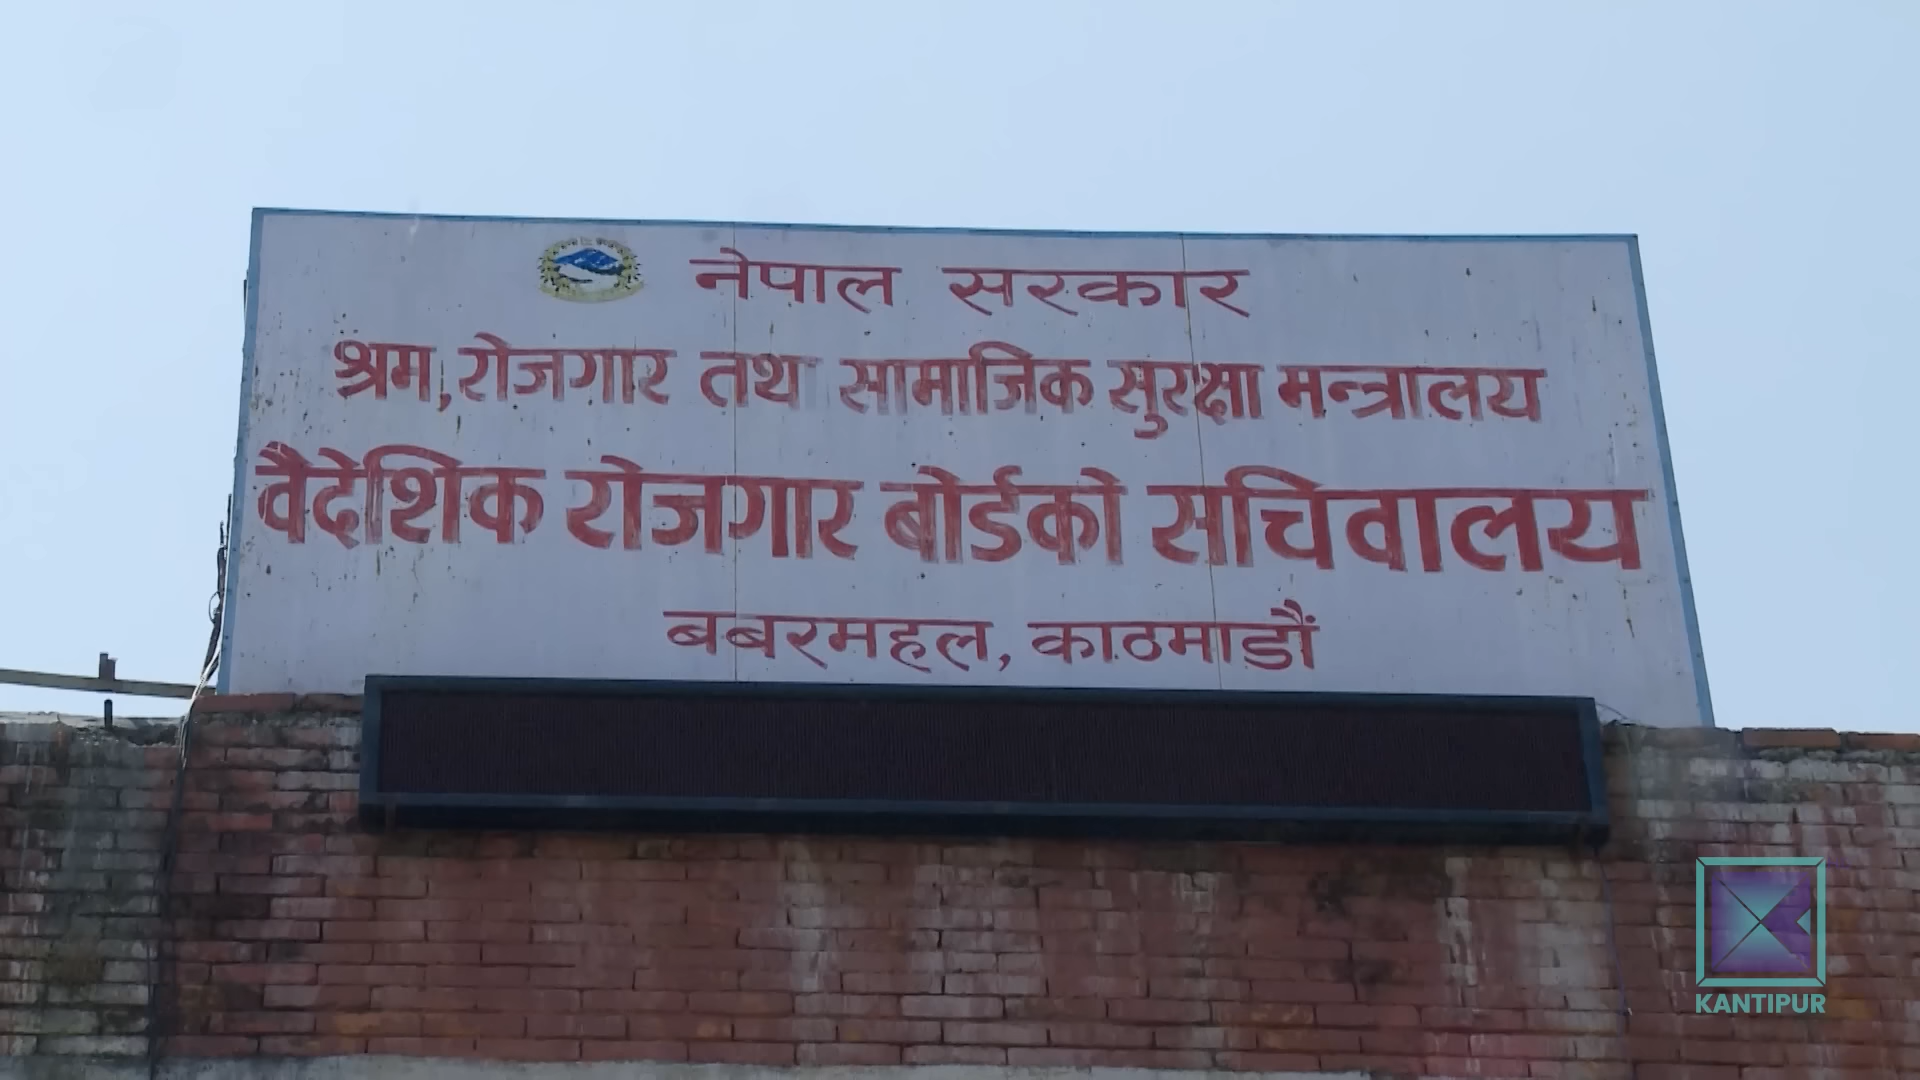 नेपाल सरकार
श्रम, रोजगार तथा सामाजिक सुरक्षा मन्त्रालय
वैदेशिक रोजगार बोर्डको सचिवालय
बबरमहल, काठमाडौं
KANTIPUR